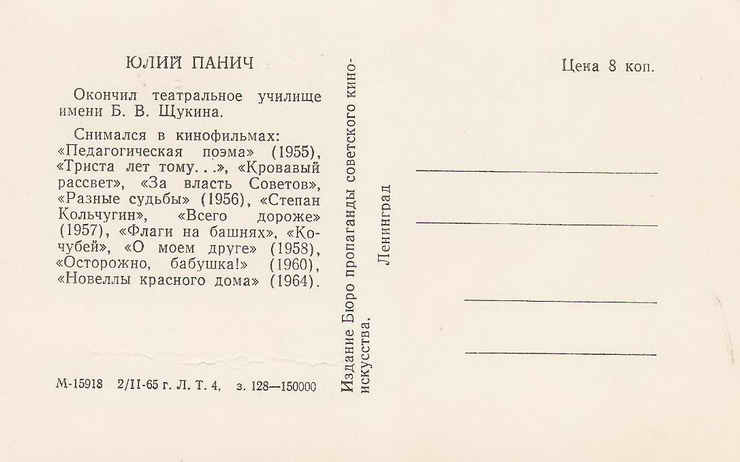 ЮЛИЙ ПАНИЧ
Окончил театральное училище
имени Б. В. Щукина.
Снимался в кинофильмах:
«Педагогическая поэма» (1955),
«Триста лет тому...», «Кровавый
рассвет», «За власть Советов»,
«Разные судьбы» (1956), «Степан
Кольчугин», «Всего дороже»
(1957), «Флаги на башнях», «Ко-
чубей», «О моем друге» (1958),
«Осторожно, бабушка!» (1960),
«Новеллы красного дома» (1964).
М-15918 2/II-65 г. Л. Т. 4, з. 128—150000
Издание Бюро пропаганды советского кино-
искусства.
Ленинград
Цена 8 коп.